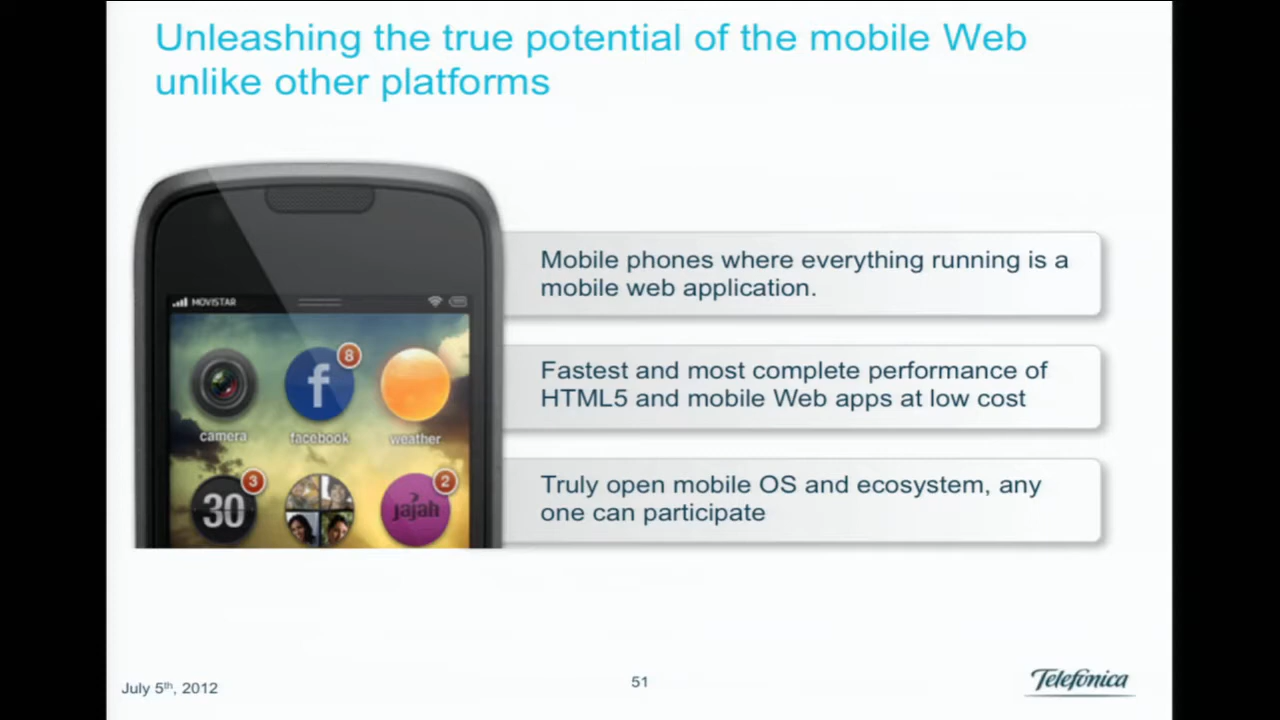 Unleashing the true potential of the mobile Web
unlike other platforms
MOVISTAR
8
camera
facebook
weather
3
30
2
jajah
Mobile phones where everything running is a
mobile web application.
Fastest and most complete performance of
HTML5 and mobile Web apps at low cost
Truly open mobile OS and ecosystem, any
one can participate
July 5th, 2012
51
Telefónica